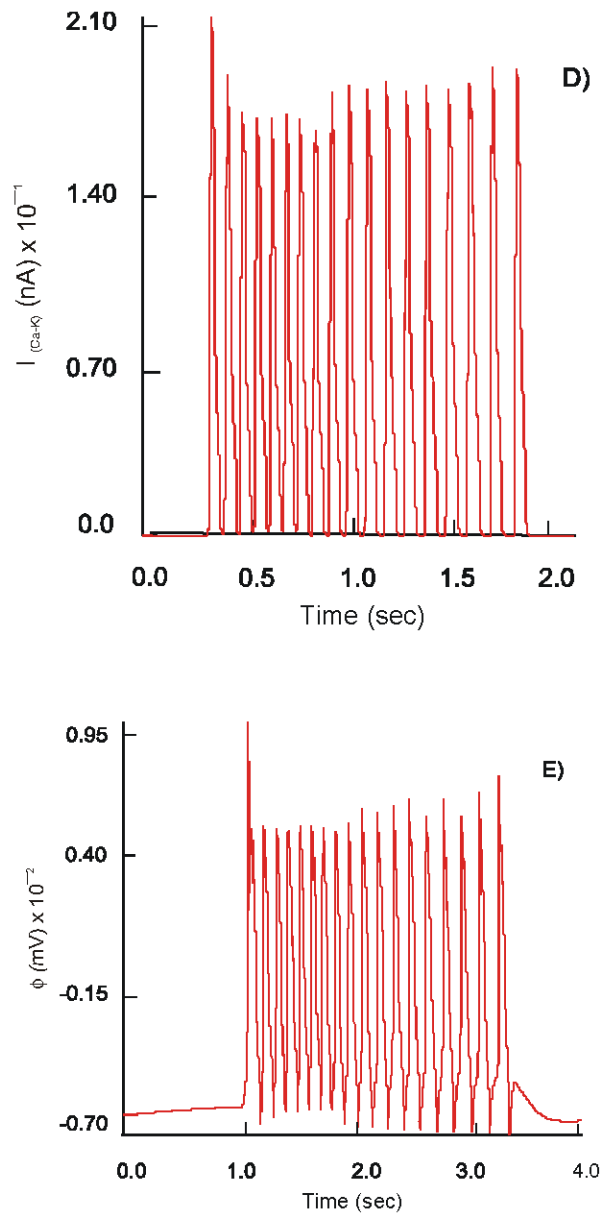 2.10
D)
1.40
I (Ca-K) (nA) x 10⁻¹
0.70
0.0
0.0 0.5 1.0 1.5 2.0
Time (sec)
0.95
E)
0.40
ϕ (mV) x 10⁻²
-0.15
-0.70
0.0 1.0 2.0 3.0 4.0
Time (sec)